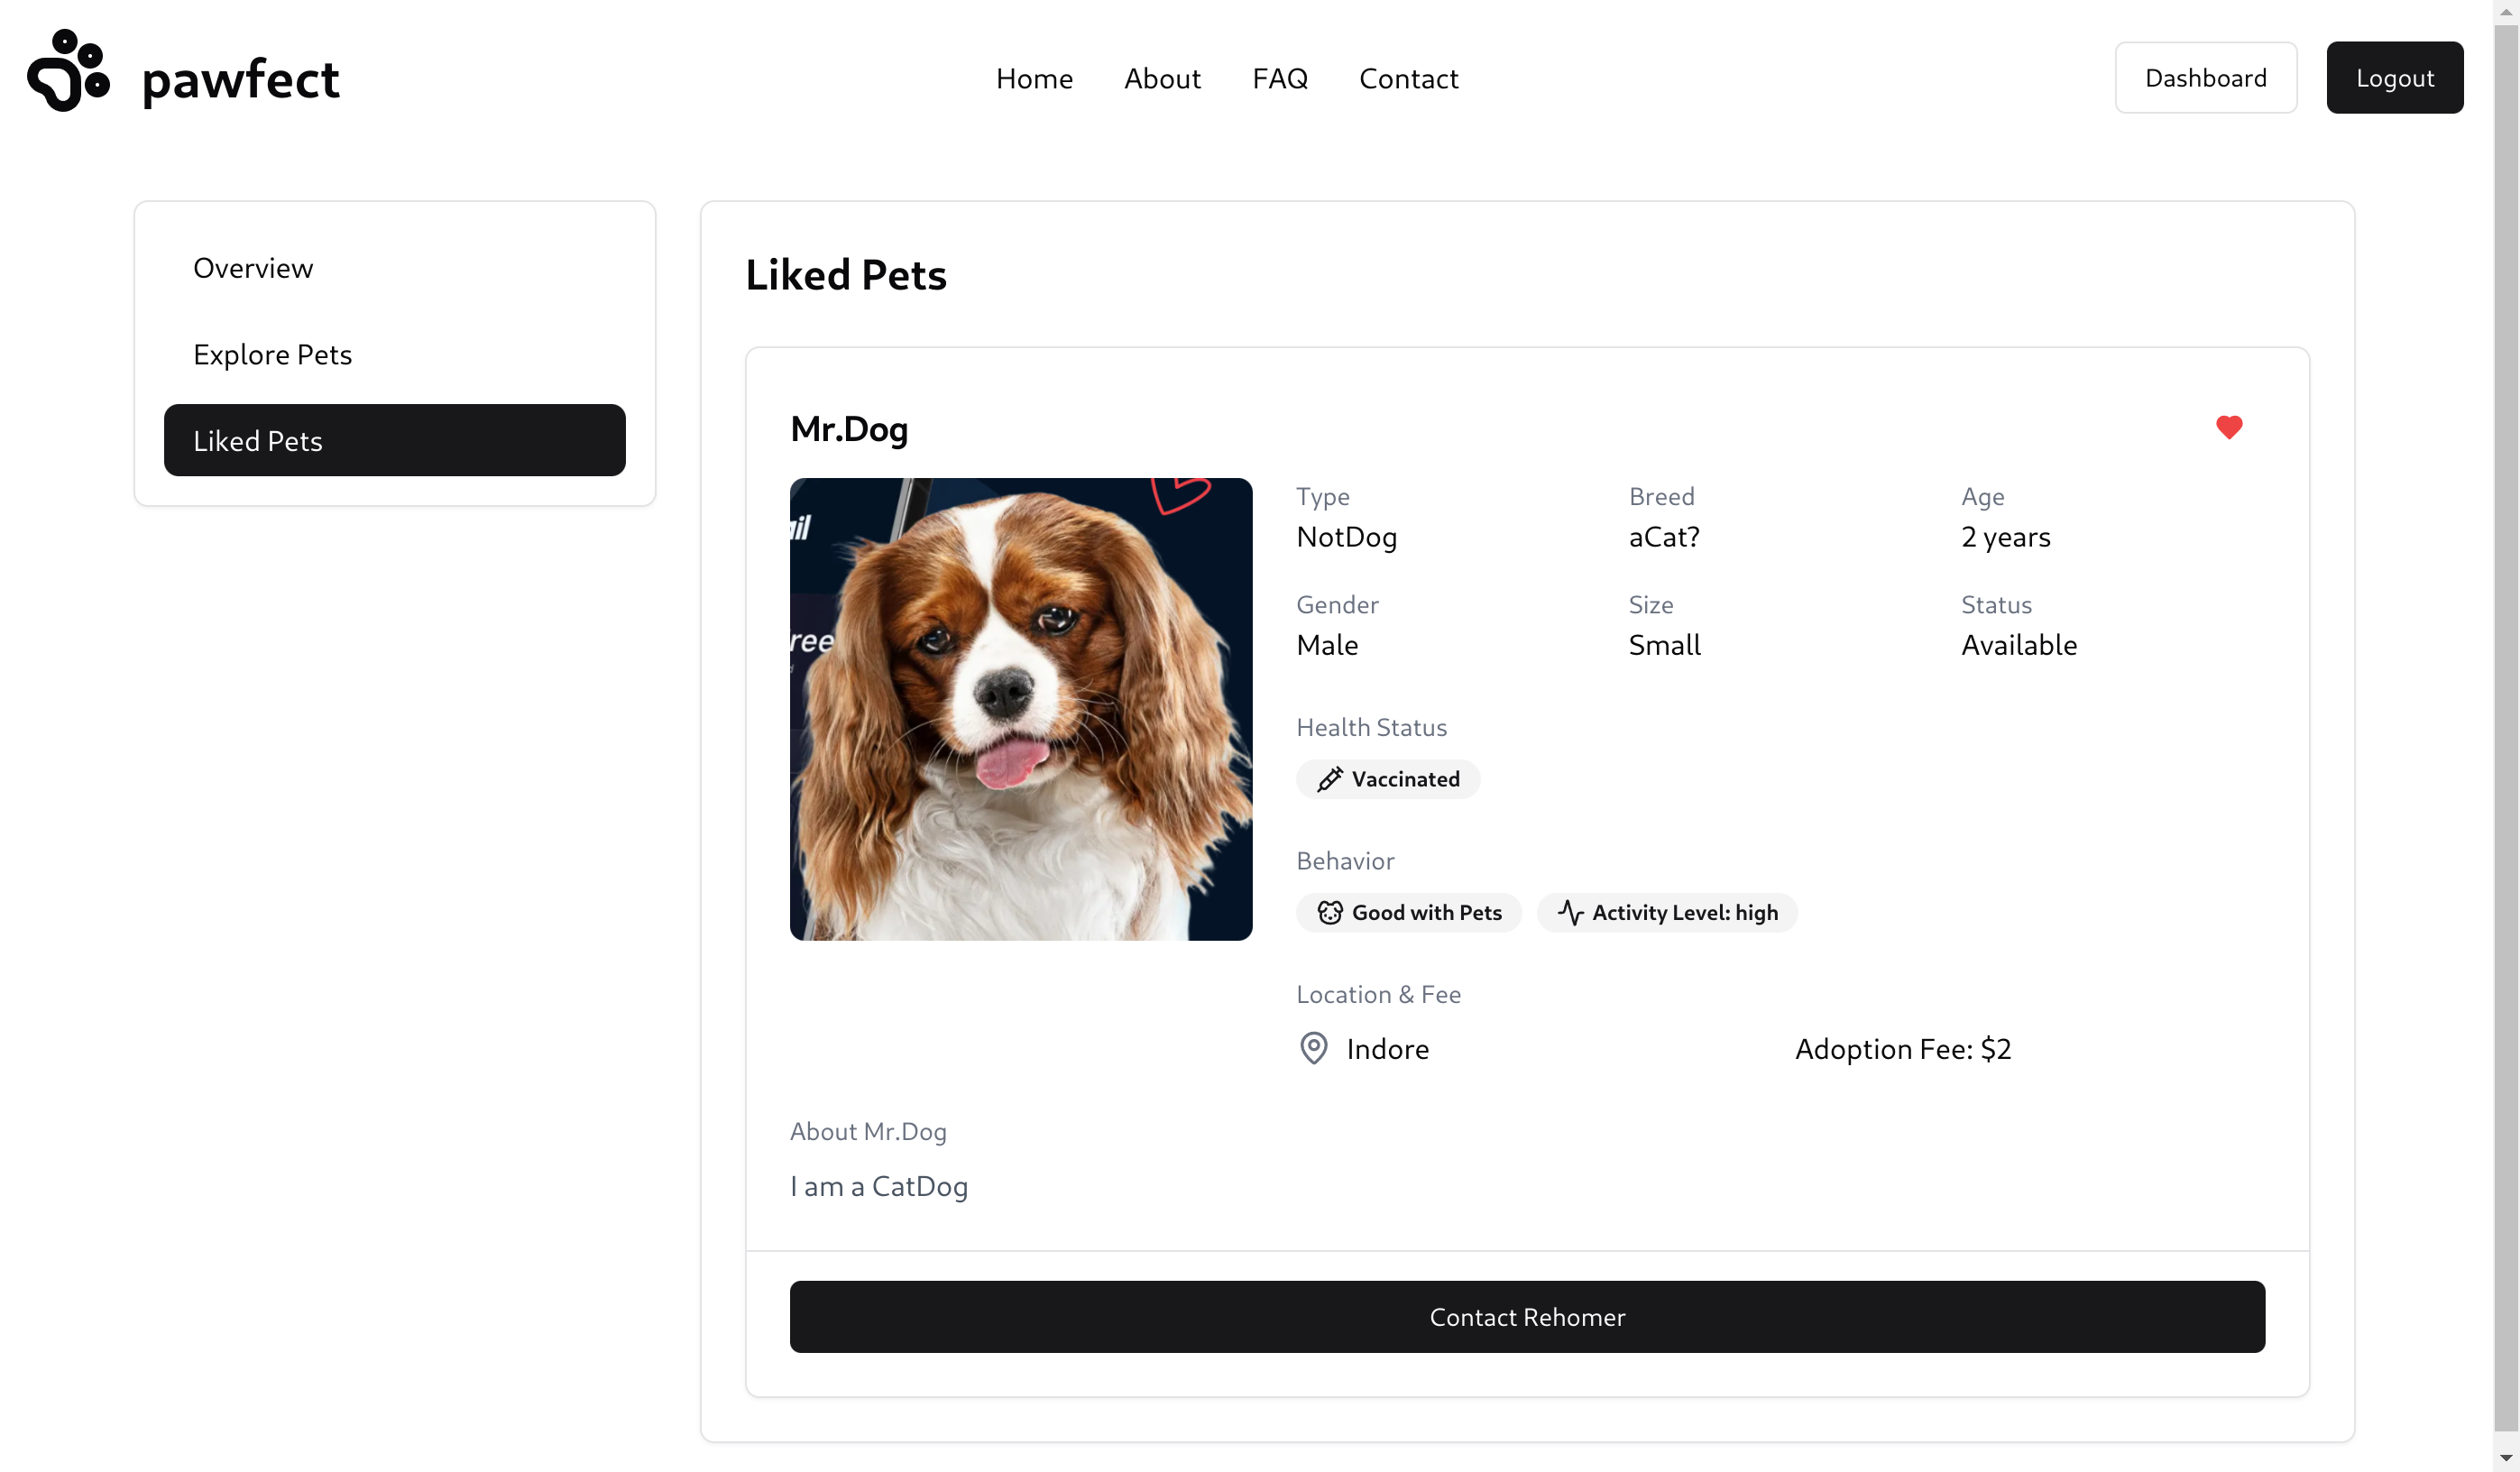 pawfect
Home About FAQ Contact
Dashboard
Logout
Overview
Explore Pets
Liked Pets
Liked Pets
Mr.Dog
Type Breed Age
NotDog aCat? 2 years
Gender Size Status
Male Small Available
Health Status
Vaccinated
Behavior
Good with Pets Activity Level: high
Location & Fee
Indore Adoption Fee: $2
About Mr.Dog
I am a CatDog
Contact Rehomer